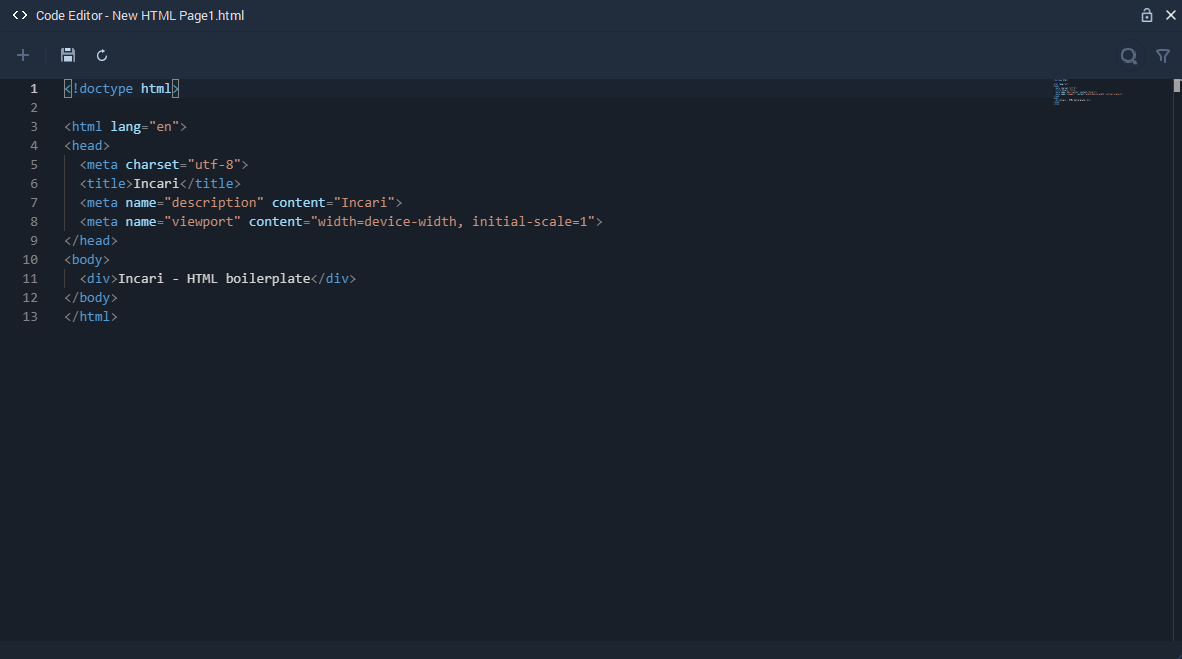 Code Editor - New HTML Page1.html
1 <!doctype html>
2
3 <html lang="en">
4 <head>
5 <meta charset="utf-8">
6 <title>Incari</title>
7 <meta name="description" content="Incari">
8 <meta name="viewport" content="width=device-width, initial-scale=1">
9 </head>
10 <body>
11 <div>Incari - HTML boilerplate</div>
12 </body>
13 </html>